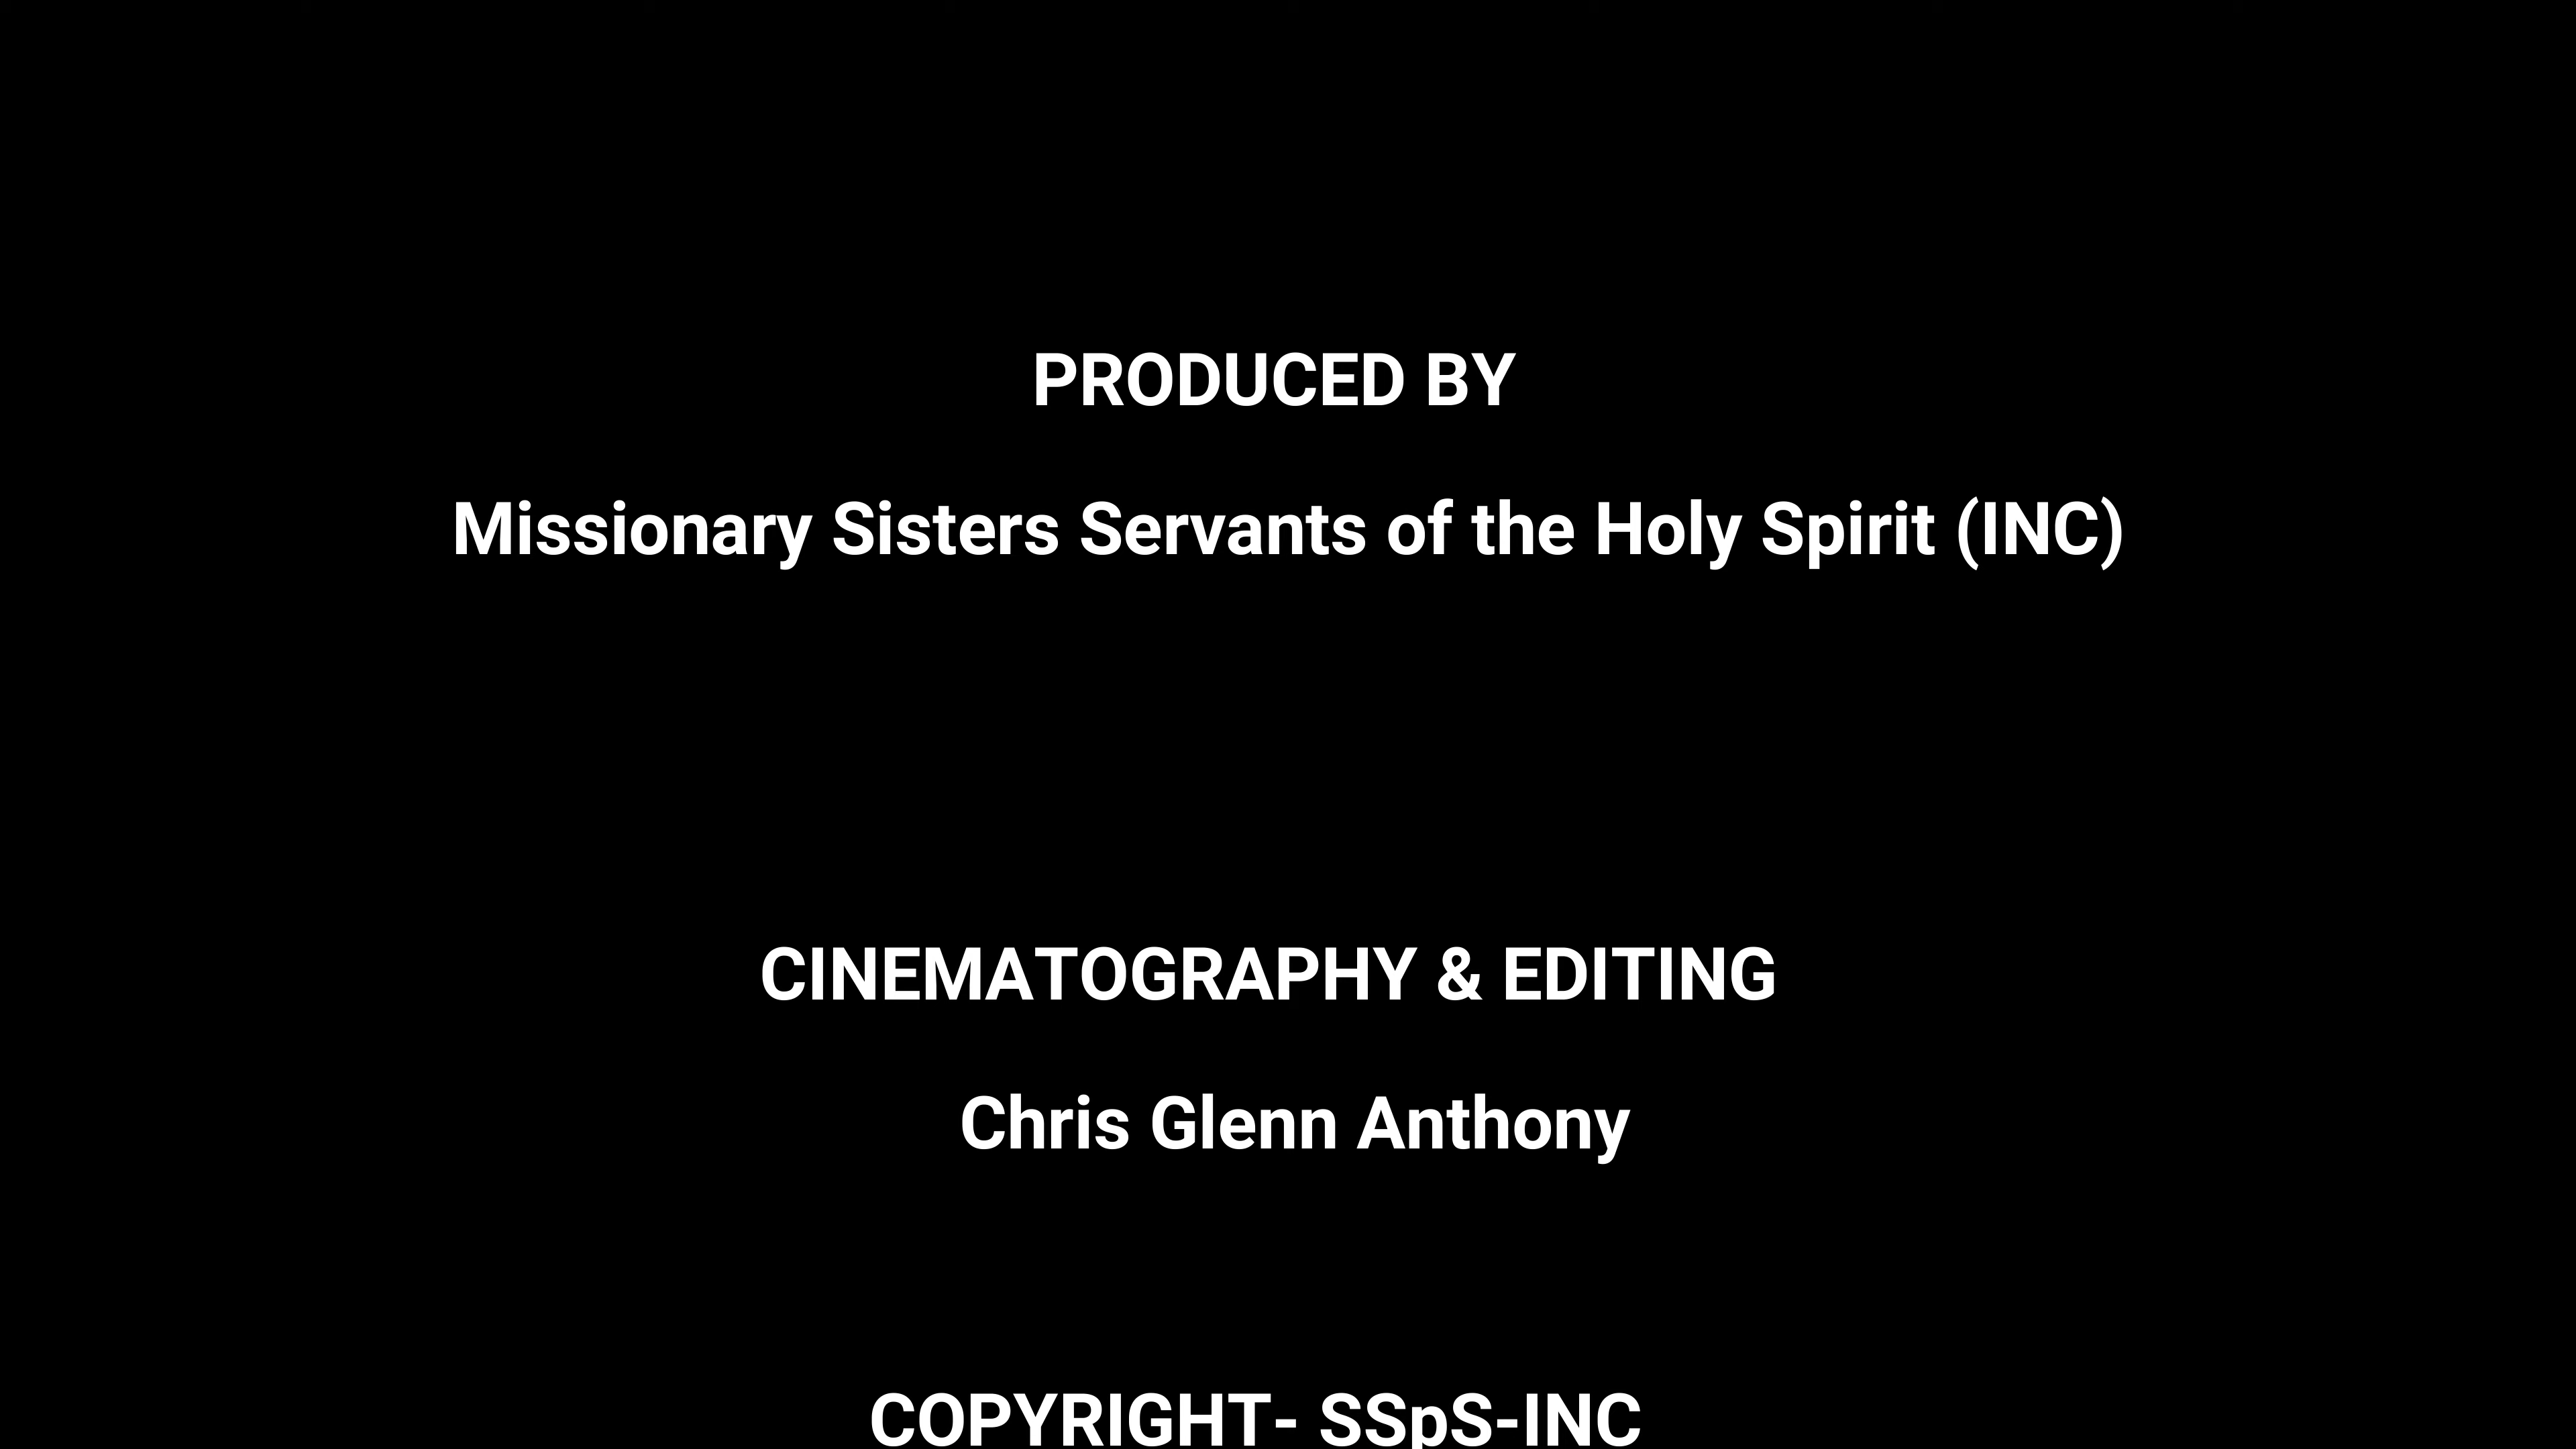 PRODUCED BY
Missionary Sisters Servants of the Holy Spirit (INC)
CINEMATOGRAPHY & EDITING
Chris Glenn Anthony
COPYRIGHT- SSpS-INC